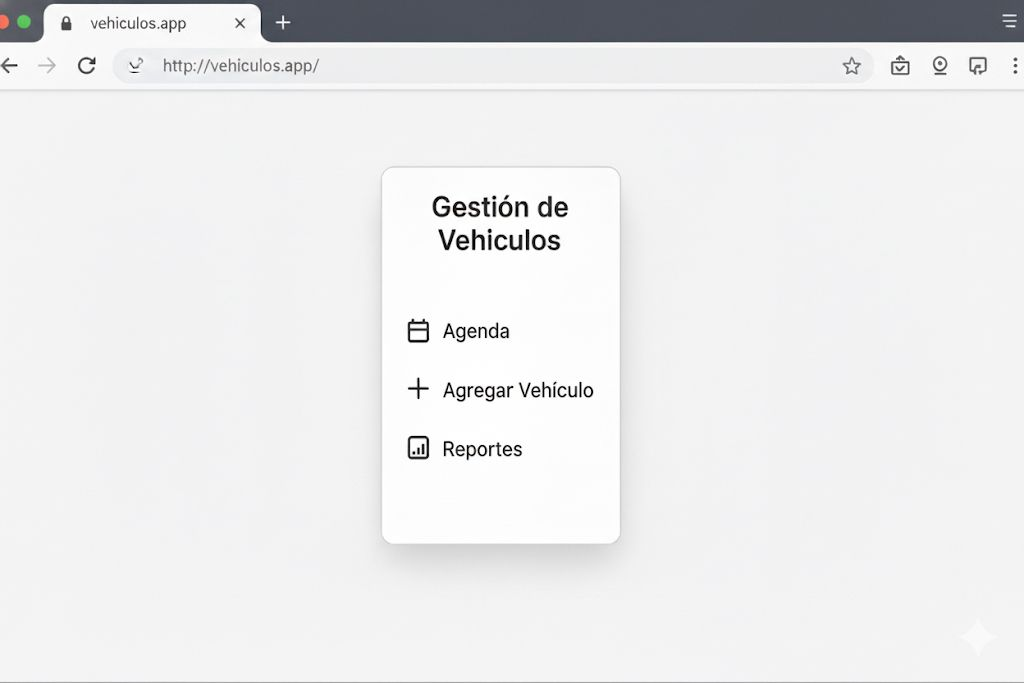 vehiculos.app
http://vehiculos.app/
Gestión de
Vehiculos
Agenda
Agregar Vehículo
Reportes